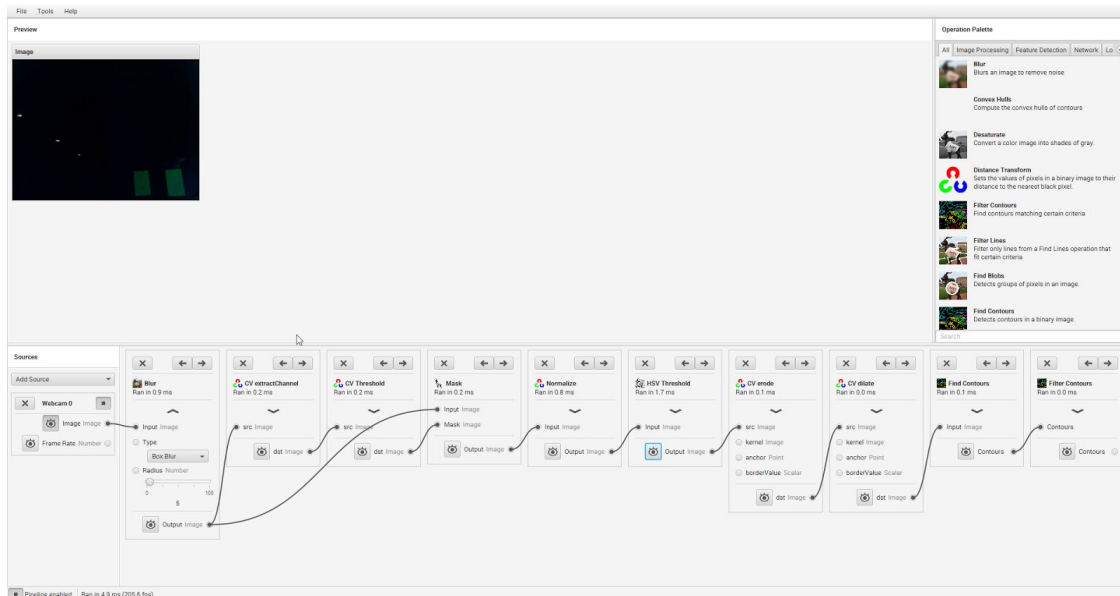 File Tools Help
Preview
Operation Palette
Image
All Image Processing Feature Detection Network Lo
Blur
Blurs an image to remove noise
Convex Hulls
Compute the convex hulls of contours
Desaturate
Convert a color image into shades of gray.
Distance Transform
Sets the values of pixels in a binary image to their
distance to the nearest black pixel.
Filter Contours
Find contours matching certain criteria
Filter Lines
Filter only lines from a Find Lines operation that
fit certain criteria
Find Blobs
Detects groups of pixels in an image.
Find Contours
Detects contours in a binary image.
Search
Sources
Add Source
Webcam 0
Image Image
Frame Rate Number
Blur
Ran in 0.9 ms
Input Image
Type
Box Blur
Radius Number
0 100
5
Output Image
CV extractChannel
Ran in 0.2 ms
src Image
dst Image
CV Threshold
Ran in 0.2 ms
src Image
dst Image
Mask
Ran in 0.2 ms
Input Image
Mask Image
Output Image
Normalize
Ran in 0.8 ms
Input Image
Output Image
HSV Threshold
Ran in 1.7 ms
Input Image
Output Image
CV erode
Ran in 0.1 ms
src Image
kernel Image
anchor Point
borderValue Scalar
dst Image
CV dilate
Ran in 0.0 ms
src Image
kernel Image
anchor Point
borderValue Scalar
dst Image
Find Contours
Ran in 0.1 ms
Input Image
Contours
Filter Contours
Ran in 0.0 ms
Contours
Contours
Pipeline enabled Ran in 4.9 ms (205.6 fps)